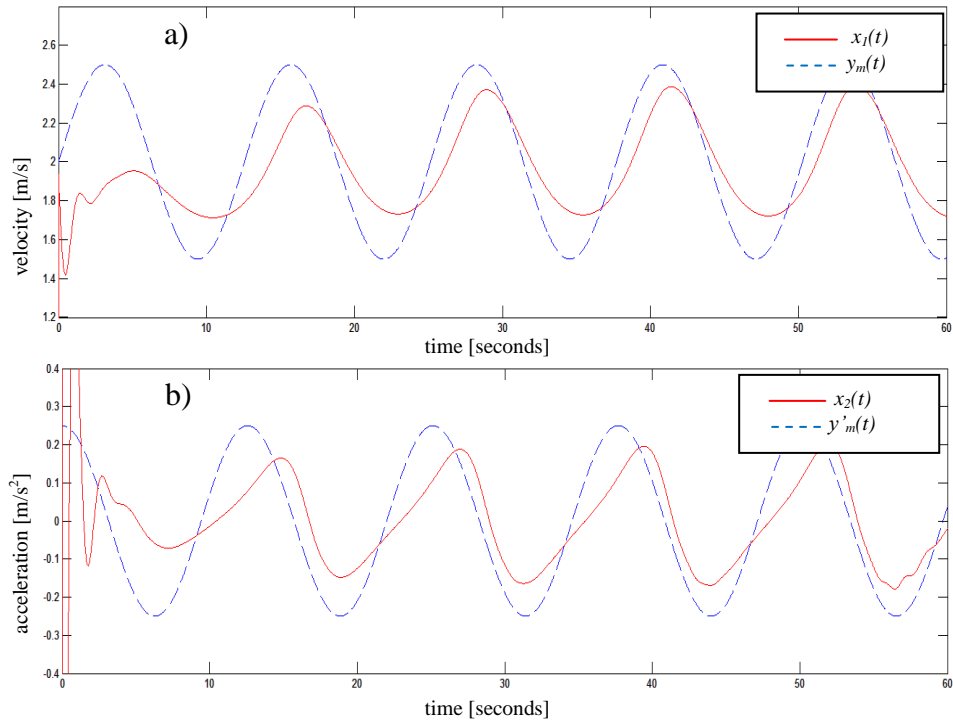 a)
x₁(t)
yₘ(t)
2.6
2.4
2.2
2
1.8
1.6
1.4
1.2
velocity [m/s]
0 10 20 30 40 50 60
time [seconds]
b)
x₂(t)
y’ₘ(t)
0.4
0.3
0.2
0.1
0
-0.1
-0.2
-0.3
-0.4
acceleration [m/s²]
0 10 20 30 40 50 60
time [seconds]